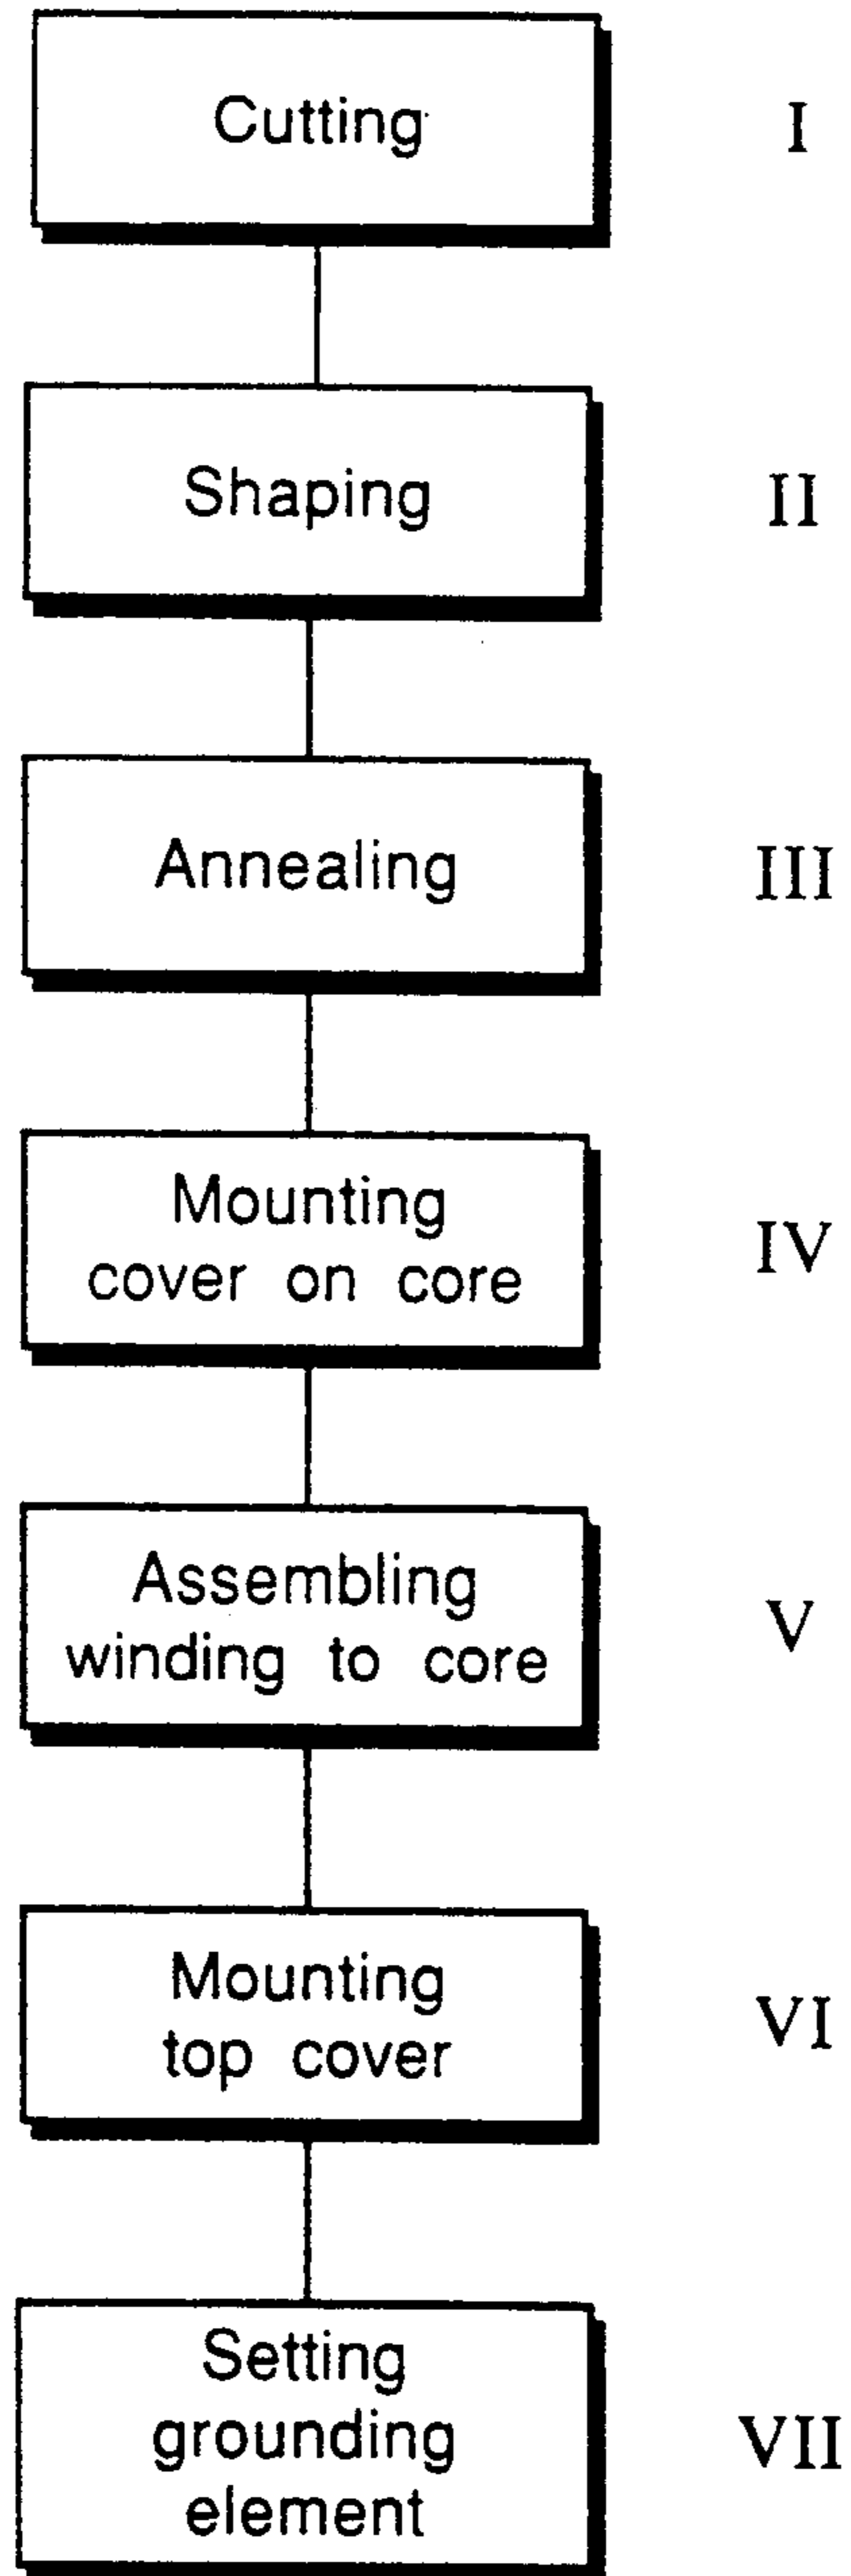 Cutting
I
Shaping
II
Annealing
III
Mounting
cover on core
IV
Assembling
winding to core
V
Mounting
top cover
VI
Setting
grounding
element
VII